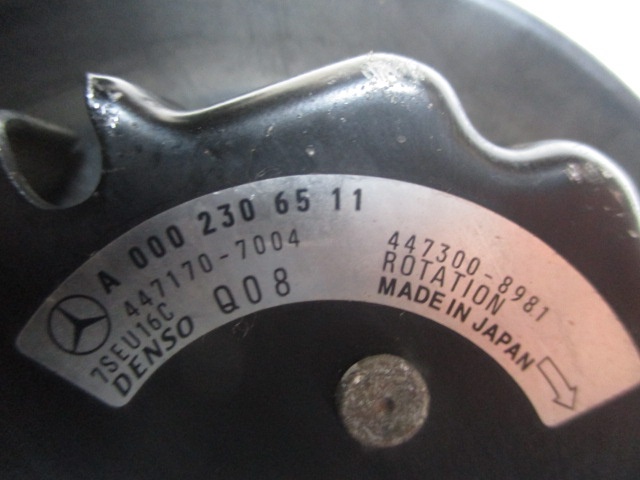 A 000 230 65 11
447170-7004
7SEU16C
DENSO Q08
447300-8981
ROTATION
MADE IN JAPAN